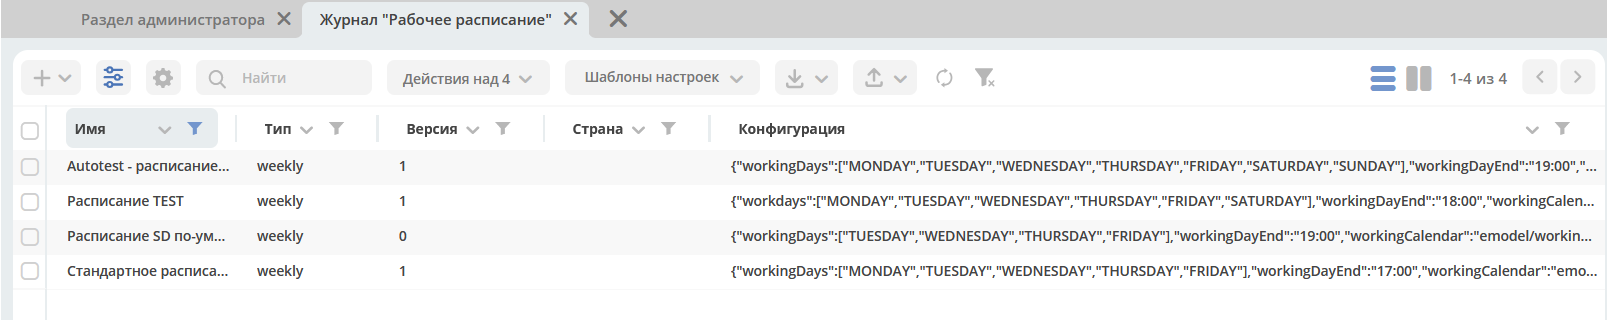 Раздел администратора Журнал "Рабочее расписание"
Найти Действия над 4 Шаблоны настроек 1-4 из 4
Имя Тип Версия Страна Конфигурация
Autotest - расписание... weekly 1 {"workingDays":["MONDAY","TUESDAY","WEDNESDAY","THURSDAY","FRIDAY","SATURDAY","SUNDAY"],"workingDayEnd":"19:00","...
Расписание TEST weekly 1 {"workdays":["MONDAY","TUESDAY","WEDNESDAY","THURSDAY","FRIDAY","SATURDAY"],"workingDayEnd":"18:00","workingCalen...
Расписание SD по-ум... weekly 0 {"workingDays":["TUESDAY","WEDNESDAY","THURSDAY","FRIDAY"],"workingDayEnd":"19:00","workingCalendar":"emodel/workin...
Стандартное расписа... weekly 1 {"workingDays":["MONDAY","TUESDAY","WEDNESDAY","THURSDAY","FRIDAY"],"workingDayEnd":"17:00","workingCalendar":"emo...